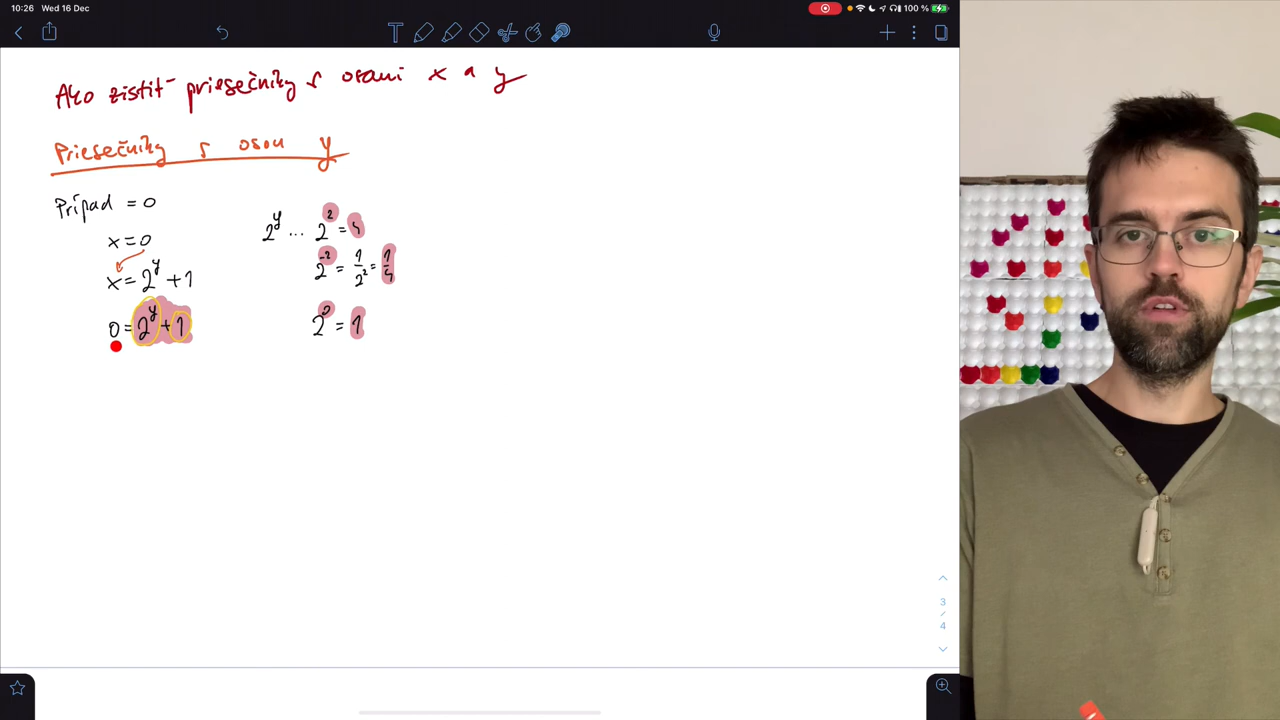 10:26 Wed 16 Dec
100 %
Ako zistiť priesečníky s osami x a y
Priesečníky s osou y
Prípad = 0
x = 0
x = 2^y + 1
0 = 2^y + 1
2^y ... 2^2 = 4
2^-2 = 1/2^2 = 1/4
2^0 = 1
3
/
4